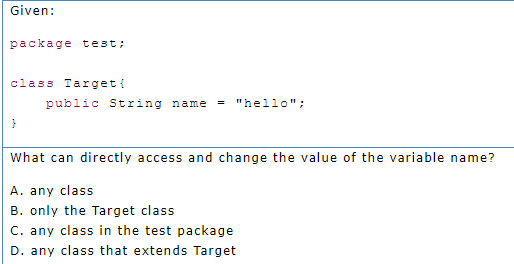 Given:
package test;
class Target{
public String name = "hello";
}
What can directly access and change the value of the variable name?
A. any class
B. only the Target class
C. any class in the test package
D. any class that extends Target